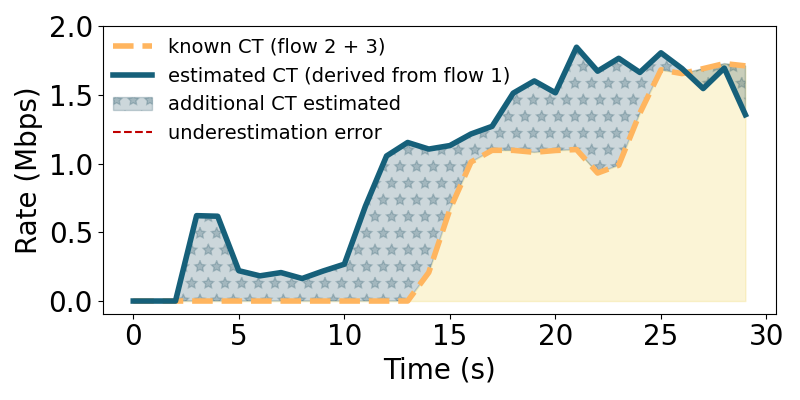 known CT (flow 2 + 3)
estimated CT (derived from flow 1)
additional CT estimated
underestimation error
Rate (Mbps)
2.0
1.5
1.0
0.5
0.0
0 5 10 15 20 25 30
Time (s)